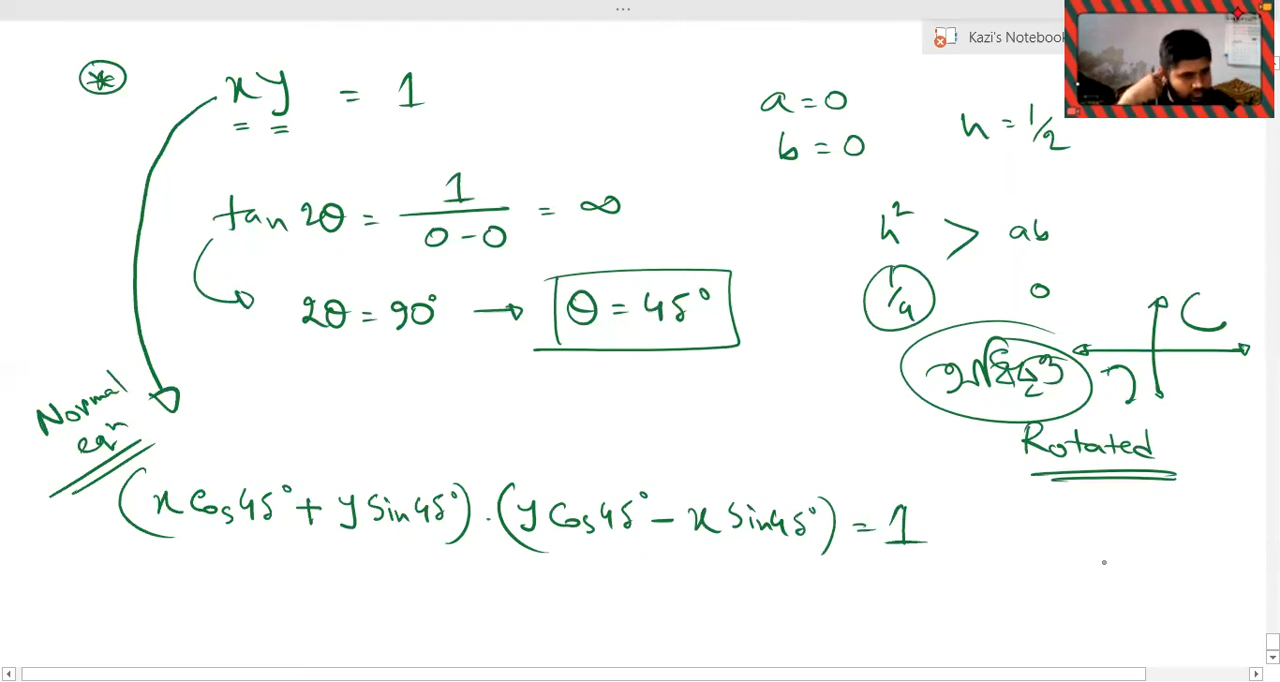 Kazi's Notebook
xy = 1
a = 0
b = 0
h = 1/2
tan 2θ = 1/(0 - 0) = ∞
h² > ab
1/4 0
2θ = 90° → θ = 45°
Rotated
Normal eqn
(x Cos 45° + y Sin 45°) . (y Cos 45° - x Sin 45°) = 1